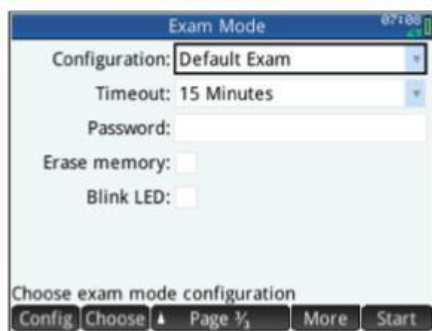 Exam Mode 07:08
Configuration: Default Exam
Timeout: 15 Minutes
Password:
Erase memory:
Blink LED:
Choose exam mode configuration
Config Choose Page 3/3 More Start